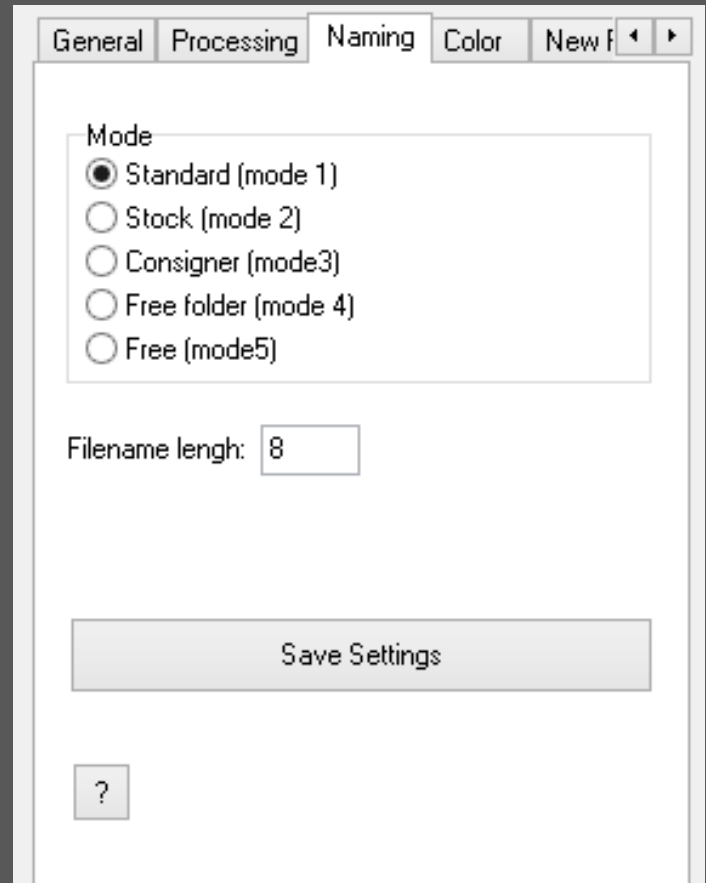 General Processing Naming Color New
Mode
Standard (mode 1)
Stock (mode 2)
Consigner (mode3)
Free folder (mode 4)
Free (mode5)
Filename lengh: 8
Save Settings
?